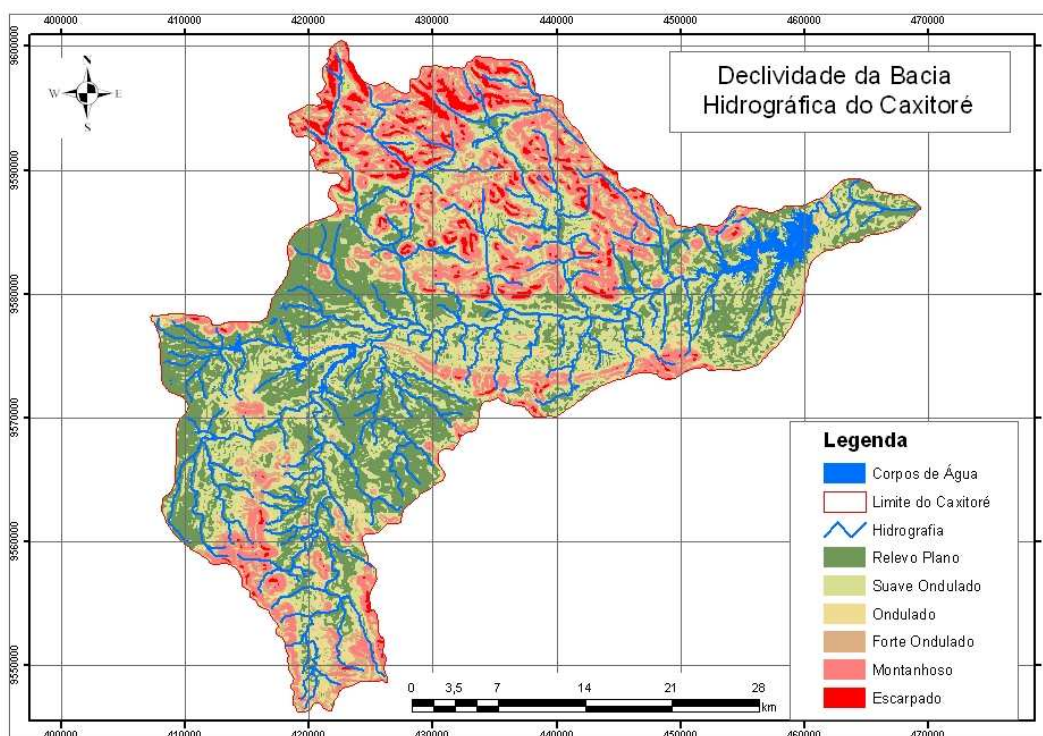 400000 410000 420000 430000 440000 450000 460000 470000
9600000
9590000
9580000
9570000
9560000
9550000
N
W E
S
Declividade da Bacia
Hidrográfica do Caxitoré
Legenda
Corpos de Água
Limite do Caxitoré
Hidrografia
Relevo Plano
Suave Ondulado
Ondulado
Forte Ondulado
Montanhoso
Escarpado
0 3,5 7 14 21 28
km
400000 410000 420000 430000 440000 450000 460000 470000